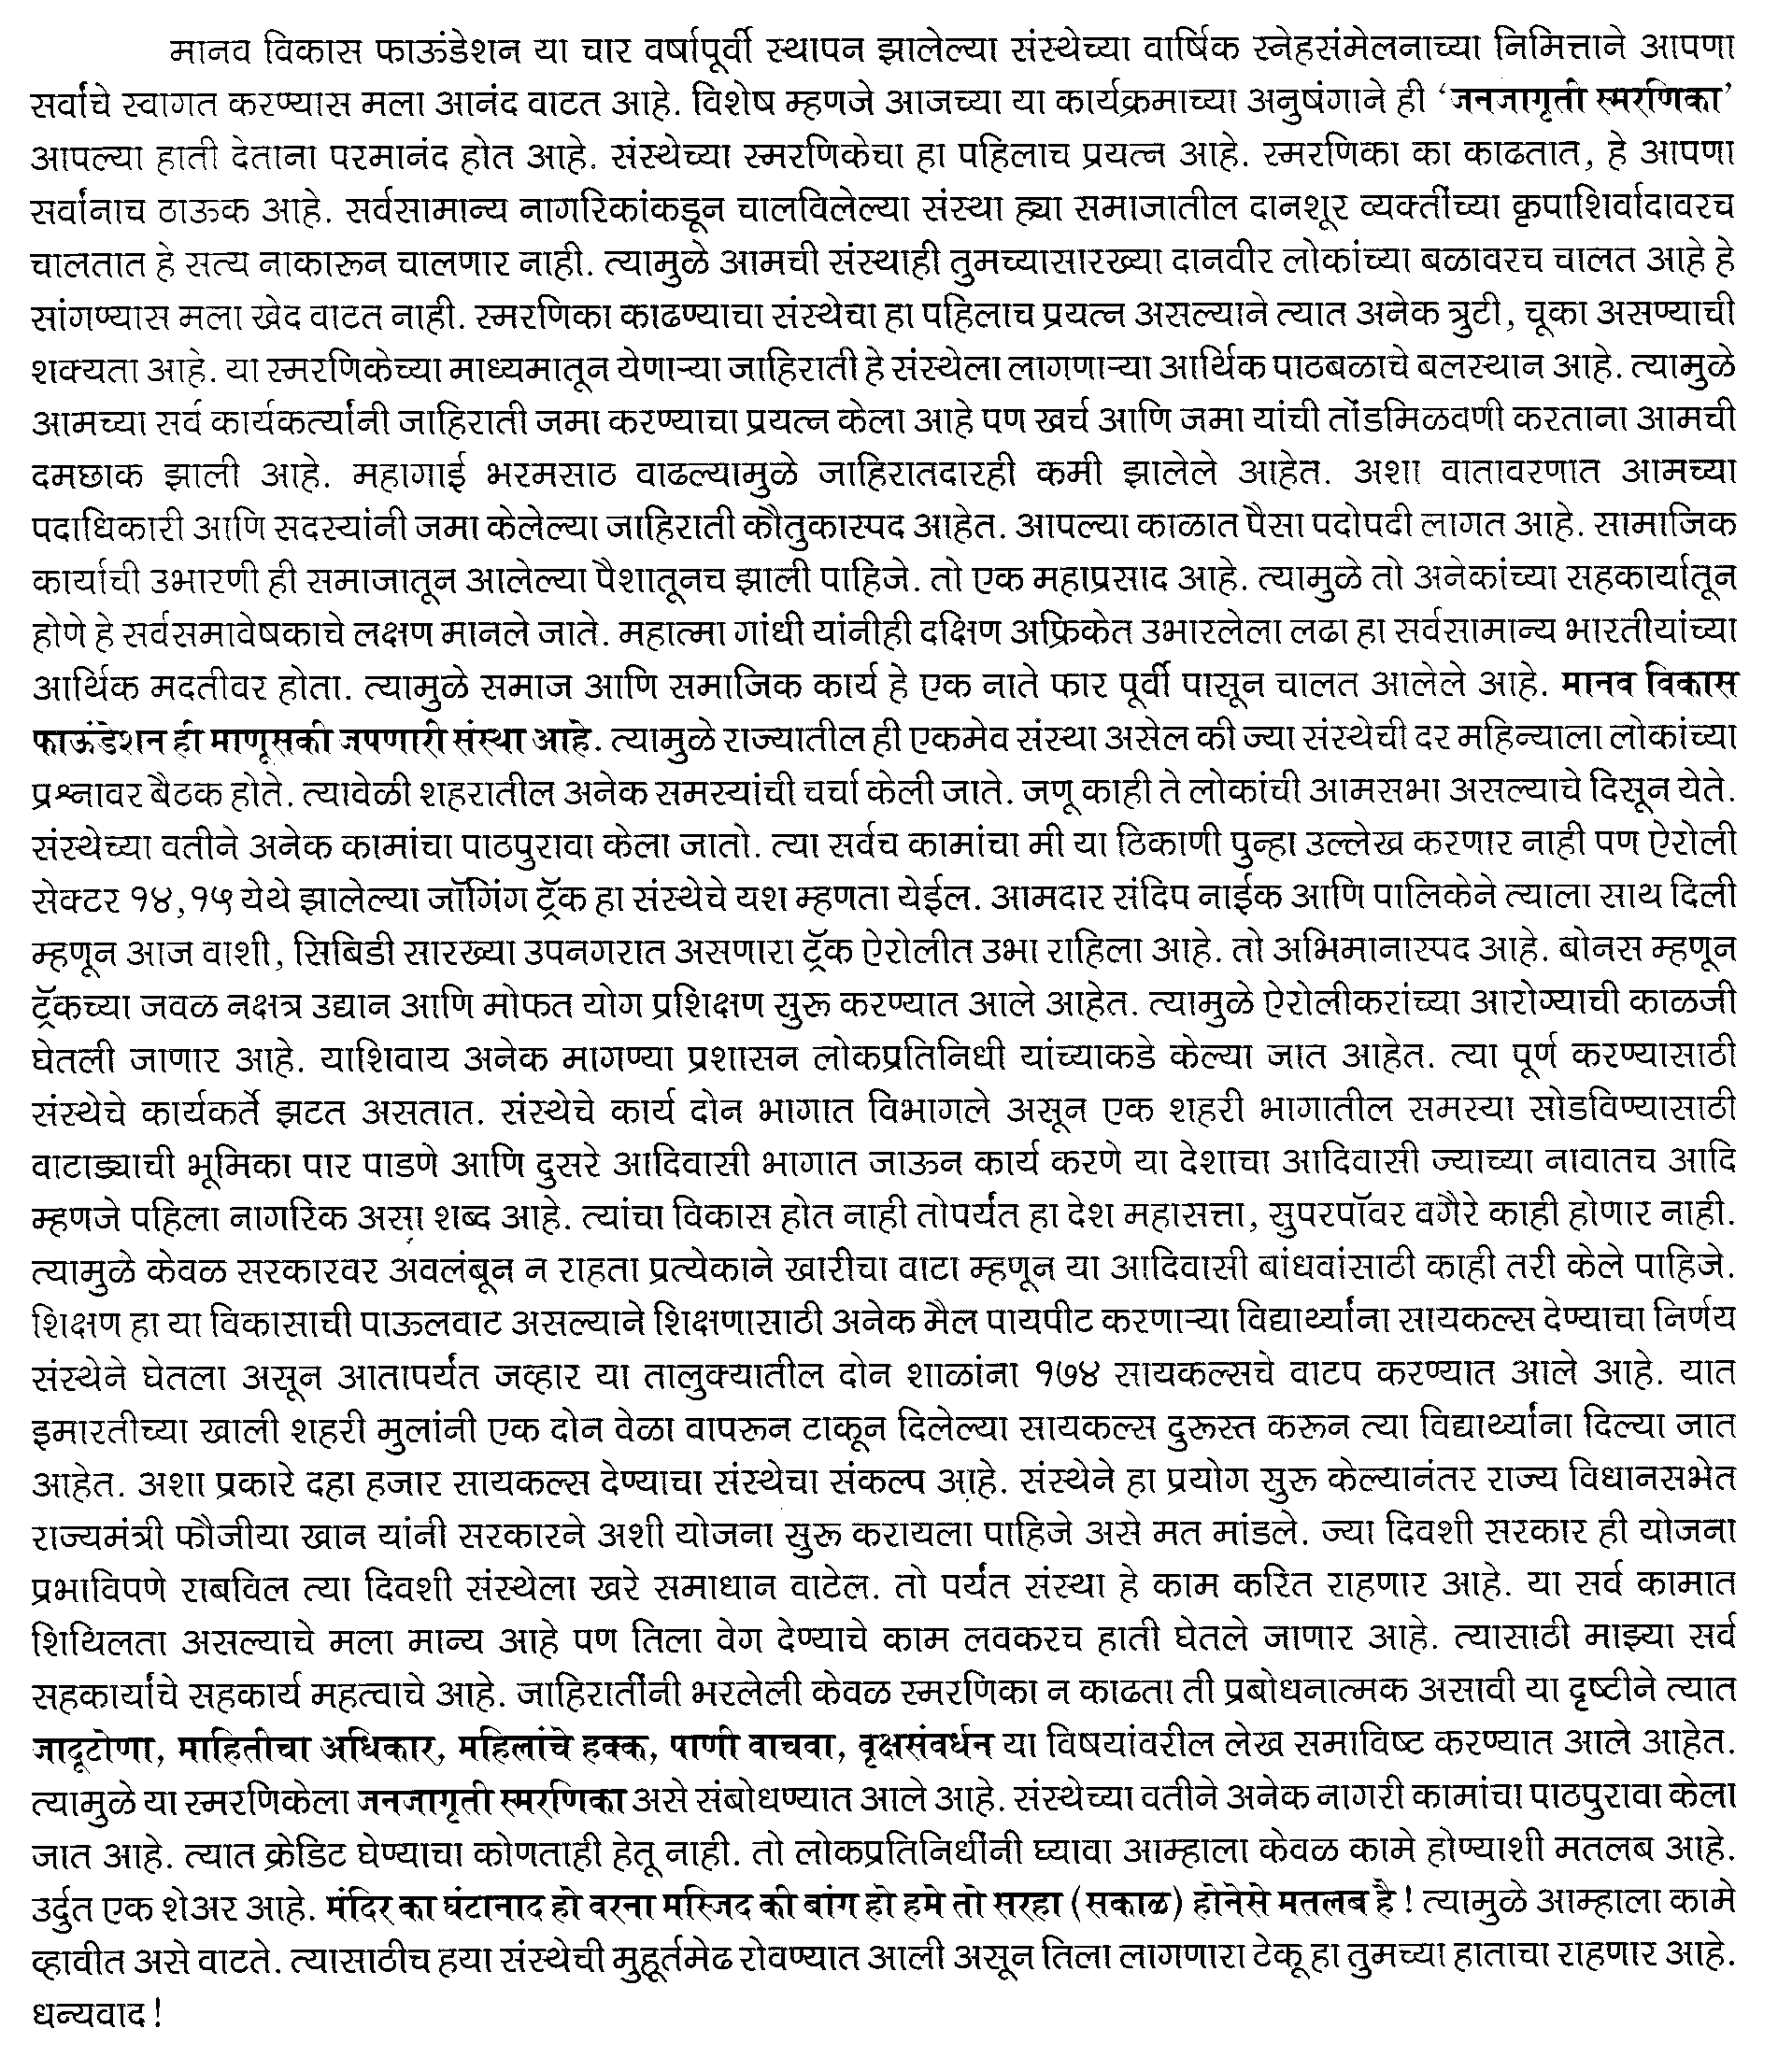 मानव विकास फाऊंडेशन या चार वर्षापूर्वी स्थापन झालेल्या संस्थेच्या वार्षिक स्नेहसंमेलनाच्या निमित्ताने आपणा
सर्वांचे स्वागत करण्यास मला आनंद वाटत आहे. विशेष म्हणजे आजच्या या कार्यक्रमाच्या अनुषंगाने ही ‘जनजागृती स्मरणिका’
आपल्या हाती देताना परमानंद होत आहे. संस्थेच्या स्मरणिकेचा हा पहिलाच प्रयत्न आहे. स्मरणिका का काढतात, हे आपणा
सर्वांनाच ठाऊक आहे. सर्वसामान्य नागरिकांकडून चालविलेल्या संस्था ह्या समाजातील दानशूर व्यक्तींच्या कृपाशिर्वादावरच
चालतात हे सत्य नाकारून चालणार नाही. त्यामुळे आमची संस्थाही तुमच्यासारख्या दानवीर लोकांच्या बळावरच चालत आहे हे
सांगण्यास मला खेद वाटत नाही. स्मरणिका काढण्याचा संस्थेचा हा पहिलाच प्रयत्न असल्याने त्यात अनेक त्रुटी, चूका असण्याची
शक्यता आहे. या स्मरणिकेच्या माध्यमातून येणाऱ्या जाहिराती हे संस्थेला लागणाऱ्या आर्थिक पाठबळाचे बलस्थान आहे. त्यामुळे
आमच्या सर्व कार्यकर्त्यांनी जाहिराती जमा करण्याचा प्रयत्न केला आहे पण खर्च आणि जमा यांची तोंडमिळवणी करताना आमची
दमछाक झाली आहे. महागाई भरमसाठ वाढल्यामुळे जाहिरातदारही कमी झालेले आहेत. अशा वातावरणात आमच्या
पदाधिकारी आणि सदस्यांनी जमा केलेल्या जाहिराती कौतुकास्पद आहेत. आपल्या काळात पैसा पदोपदी लागत आहे. सामाजिक
कार्याची उभारणी ही समाजातून आलेल्या पैशातूनच झाली पाहिजे. तो एक महाप्रसाद आहे. त्यामुळे तो अनेकांच्या सहकार्यातून
होणे हे सर्वसमावेषकाचे लक्षण मानले जाते. महात्मा गांधी यांनीही दक्षिण अफ्रिकेत उभारलेला लढा हा सर्वसामान्य भारतीयांच्या
आर्थिक मदतीवर होता. त्यामुळे समाज आणि समाजिक कार्य हे एक नाते फार पूर्वी पासून चालत आलेले आहे. मानव विकास
फाऊंडेशन ही माणूसकी जपणारी संस्था आहे. त्यामुळे राज्यातील ही एकमेव संस्था असेल की ज्या संस्थेची दर महिन्याला लोकांच्या
प्रश्नावर बैठक होते. त्यावेळी शहरातील अनेक समस्यांची चर्चा केली जाते. जणू काही ते लोकांची आमसभा असल्याचे दिसून येते.
संस्थेच्या वतीने अनेक कामांचा पाठपुरावा केला जातो. त्या सर्वच कामांचा मी या ठिकाणी पुन्हा उल्लेख करणार नाही पण ऐरोली
सेक्टर १४,१५ येथे झालेल्या जॉगिंग ट्रॅक हा संस्थेचे यश म्हणता येईल. आमदार संदिप नाईक आणि पालिकेने त्याला साथ दिली
म्हणून आज वाशी, सिबिडी सारख्या उपनगरात असणारा ट्रॅक ऐरोलीत उभा राहिला आहे. तो अभिमानास्पद आहे. बोनस म्हणून
ट्रॅकच्या जवळ नक्षत्र उद्यान आणि मोफत योग प्रशिक्षण सुरू करण्यात आले आहेत. त्यामुळे ऐरोलीकरांच्या आरोग्याची काळजी
घेतली जाणार आहे. याशिवाय अनेक मागण्या प्रशासन लोकप्रतिनिधी यांच्याकडे केल्या जात आहेत. त्या पूर्ण करण्यासाठी
संस्थेचे कार्यकर्ते झटत असतात. संस्थेचे कार्य दोन भागात विभागले असून एक शहरी भागातील समस्या सोडविण्यासाठी
वाटाड्याची भूमिका पार पाडणे आणि दुसरे आदिवासी भागात जाऊन कार्य करणे या देशाचा आदिवासी ज्याच्या नावातच आदि
म्हणजे पहिला नागरिक असा शब्द आहे. त्यांचा विकास होत नाही तोपर्यंत हा देश महासत्ता, सुपरपॉवर वगैरे काही होणार नाही.
त्यामुळे केवळ सरकारवर अवलंबून न राहता प्रत्येकाने खारीचा वाटा म्हणून या आदिवासी बांधवांसाठी काही तरी केले पाहिजे.
शिक्षण हा या विकासाची पाऊलवाट असल्याने शिक्षणासाठी अनेक मैल पायपीट करणाऱ्या विद्यार्थ्यांना सायकल्स देण्याचा निर्णय
संस्थेने घेतला असून आतापर्यंत जव्हार या तालुक्यातील दोन शाळांना १७४ सायकल्सचे वाटप करण्यात आले आहे. यात
इमारतीच्या खाली शहरी मुलांनी एक दोन वेळा वापरून टाकून दिलेल्या सायकल्स दुरूस्त करून त्या विद्यार्थ्यांना दिल्या जात
आहेत. अशा प्रकारे दहा हजार सायकल्स देण्याचा संस्थेचा संकल्प आहे. संस्थेने हा प्रयोग सुरू केल्यानंतर राज्य विधानसभेत
राज्यमंत्री फौजीया खान यांनी सरकारने अशी योजना सुरू करायला पाहिजे असे मत मांडले. ज्या दिवशी सरकार ही योजना
प्रभाविपणे राबविल त्या दिवशी संस्थेला खरे समाधान वाटेल. तो पर्यंत संस्था हे काम करित राहणार आहे. या सर्व कामात
शिथिलता असल्याचे मला मान्य आहे पण तिला वेग देण्याचे काम लवकरच हाती घेतले जाणार आहे. त्यासाठी माझ्या सर्व
सहकार्यांचे सहकार्य महत्वाचे आहे. जाहिरातींनी भरलेली केवळ स्मरणिका न काढता ती प्रबोधनात्मक असावी या दृष्टीने त्यात
जादूटोणा, माहितीचा अधिकार, महिलांचे हक्क, पाणी वाचवा, वृक्षसंवर्धन या विषयांवरील लेख समाविष्ट करण्यात आले आहेत.
त्यामुळे या स्मरणिकेला जनजागृती स्मरणिका असे संबोधण्यात आले आहे. संस्थेच्या वतीने अनेक नागरी कामांचा पाठपुरावा केला
जात आहे. त्यात क्रेडिट घेण्याचा कोणताही हेतू नाही. तो लोकप्रतिनिधींनी घ्यावा आम्हाला केवळ कामे होण्याशी मतलब आहे.
उर्दुत एक शेअर आहे. मंदिर का घंटानाद हो वरना मस्जिद की बांग हो हमे तो सरहा (सकाळ) होनेसे मतलब है ! त्यामुळे आम्हाला कामे
व्हावीत असे वाटते. त्यासाठीच हया संस्थेची मुहूर्तमेढ रोवण्यात आली असून तिला लागणारा टेकू हा तुमच्या हाताचा राहणार आहे.
धन्यवाद !